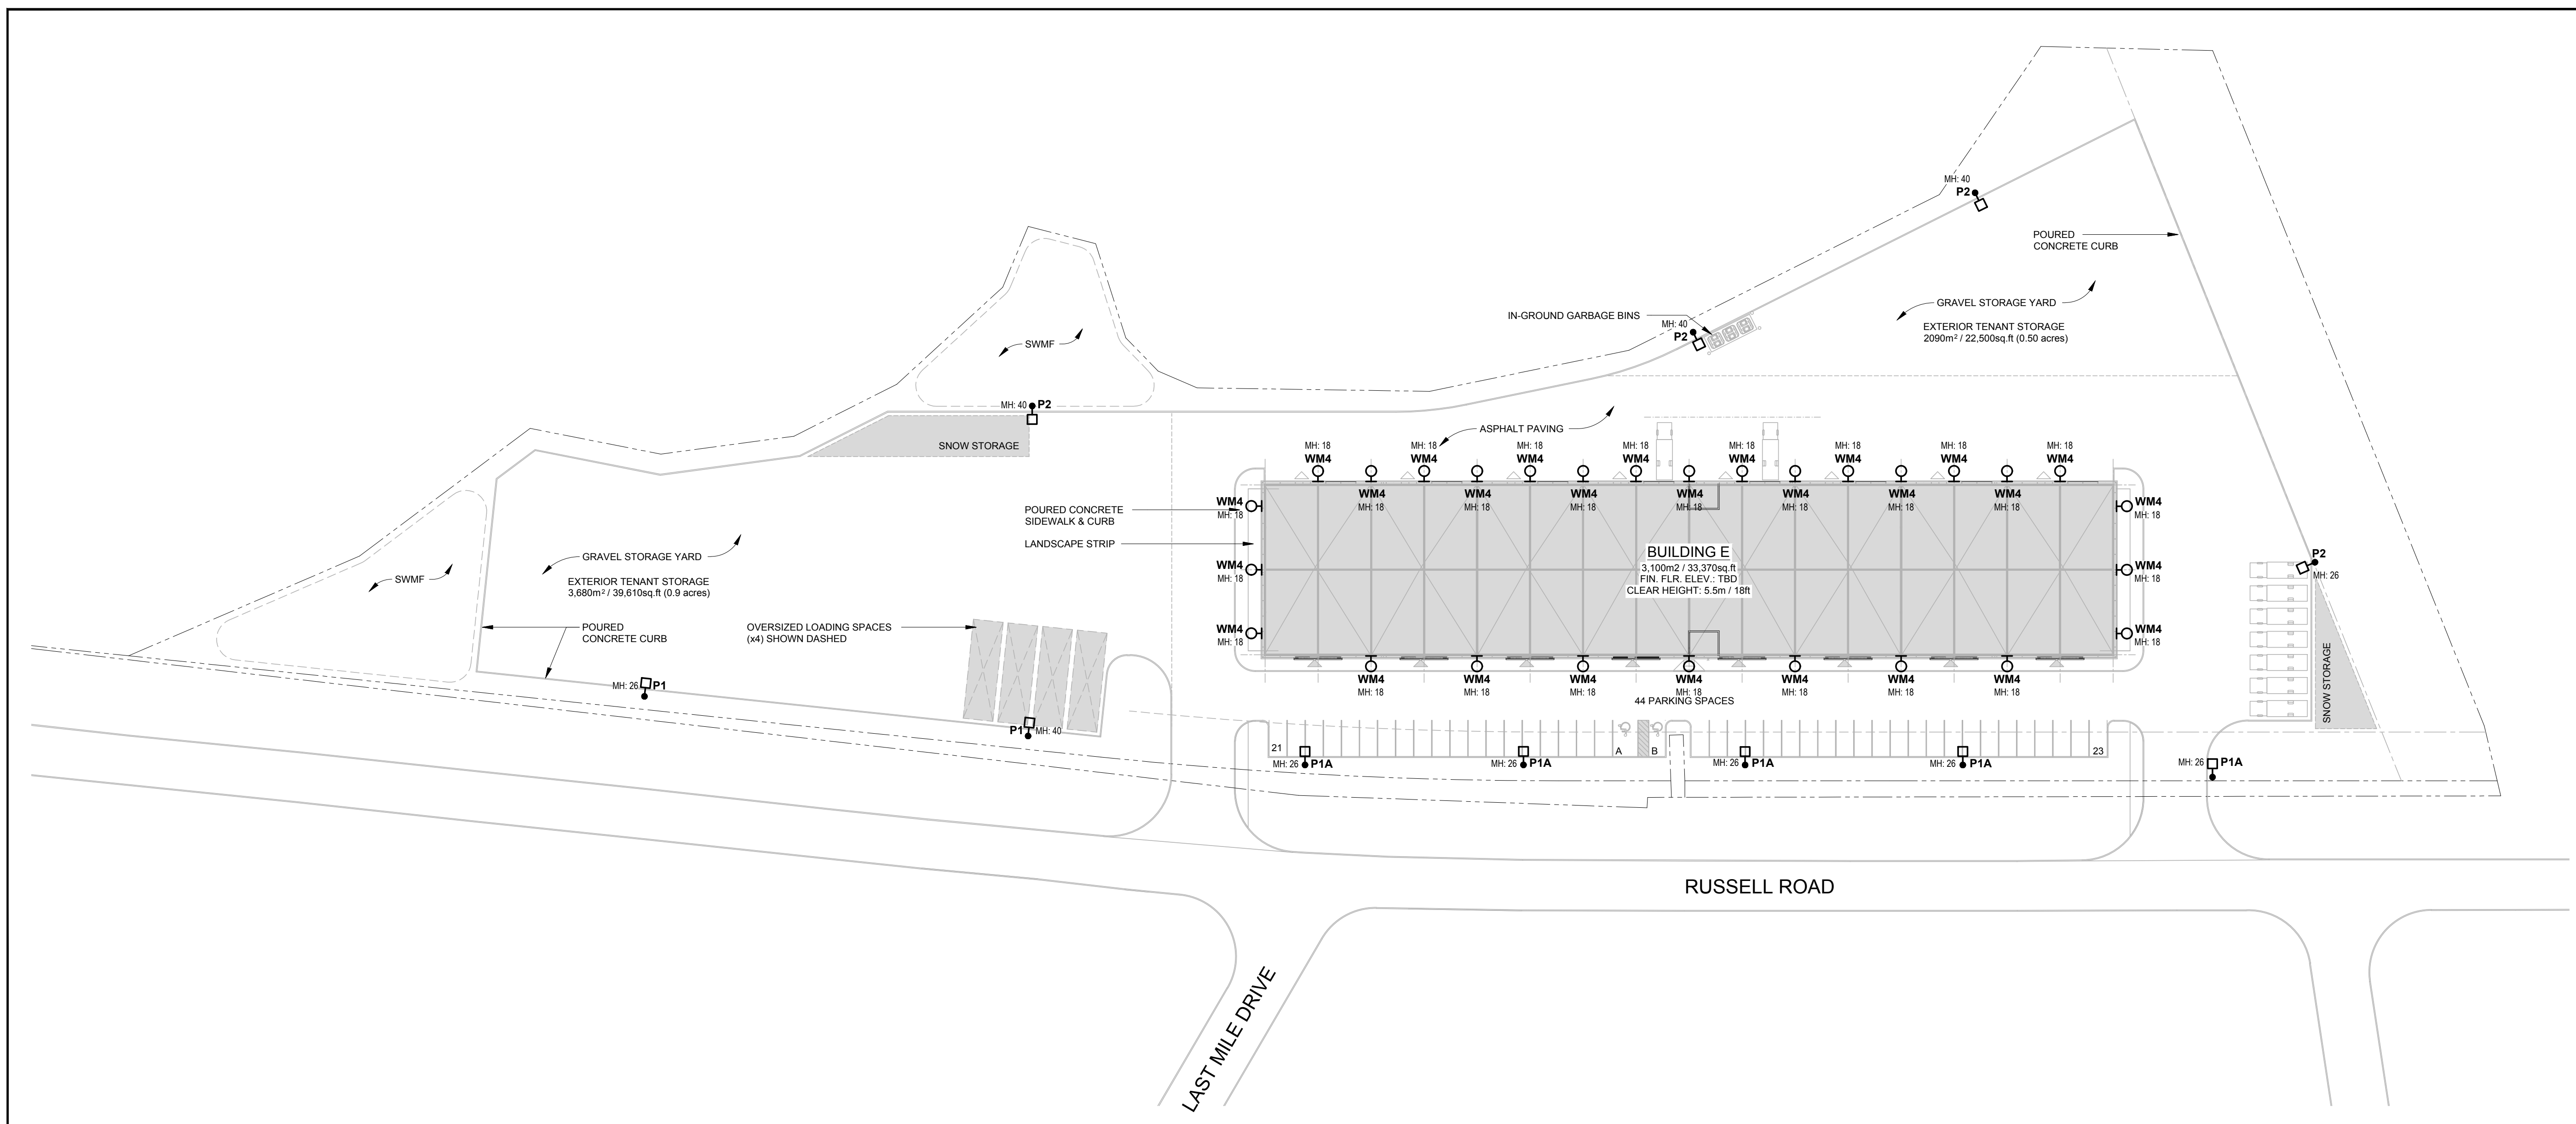 MH: 40
P2
POURED
CONCRETE CURB
GRAVEL STORAGE YARD
EXTERIOR TENANT STORAGE
2090m² / 22,500sq.ft (0.50 acres)
IN-GROUND GARBAGE BINS
MH: 40
P2
SWMF
MH: 40 P2
SNOW STORAGE
ASPHALT PAVING
MH: 18 MH: 18 MH: 18 MH: 18 MH: 18 MH: 18 MH: 18 MH: 18
WM4 WM4 WM4 WM4 WM4 WM4 WM4 WM4
WM4 WM4 WM4 WM4 WM4 WM4 WM4
MH: 18 MH: 18 MH: 18 MH: 18 MH: 18 MH: 18 MH: 18
WM4
MH: 18
WM4
MH: 18
WM4
MH: 18
WM4
MH: 18
WM4
MH: 18
WM4
MH: 18
POURED CONCRETE
SIDEWALK & CURB
LANDSCAPE STRIP
BUILDING E
3,100m2 / 33,370sq.ft
FIN. FLR. ELEV.: TBD
CLEAR HEIGHT: 5.5m / 18ft
P2
MH: 26
SNOW STORAGE
GRAVEL STORAGE YARD
EXTERIOR TENANT STORAGE
3,680m² / 39,610sq.ft (0.9 acres)
SWMF
POURED
CONCRETE CURB
OVERSIZED LOADING SPACES
(x4) SHOWN DASHED
MH: 26 P1
P1 MH: 40
WM4 WM4 WM4 WM4 WM4 WM4 WM4
MH: 18 MH: 18 MH: 18 MH: 18 MH: 18 MH: 18 MH: 18
44 PARKING SPACES
21
A B
23
MH: 26 P1A
MH: 26 P1A
MH: 26 P1A
MH: 26 P1A
MH: 26 P1A
RUSSELL ROAD
LAST MILE DRIVE